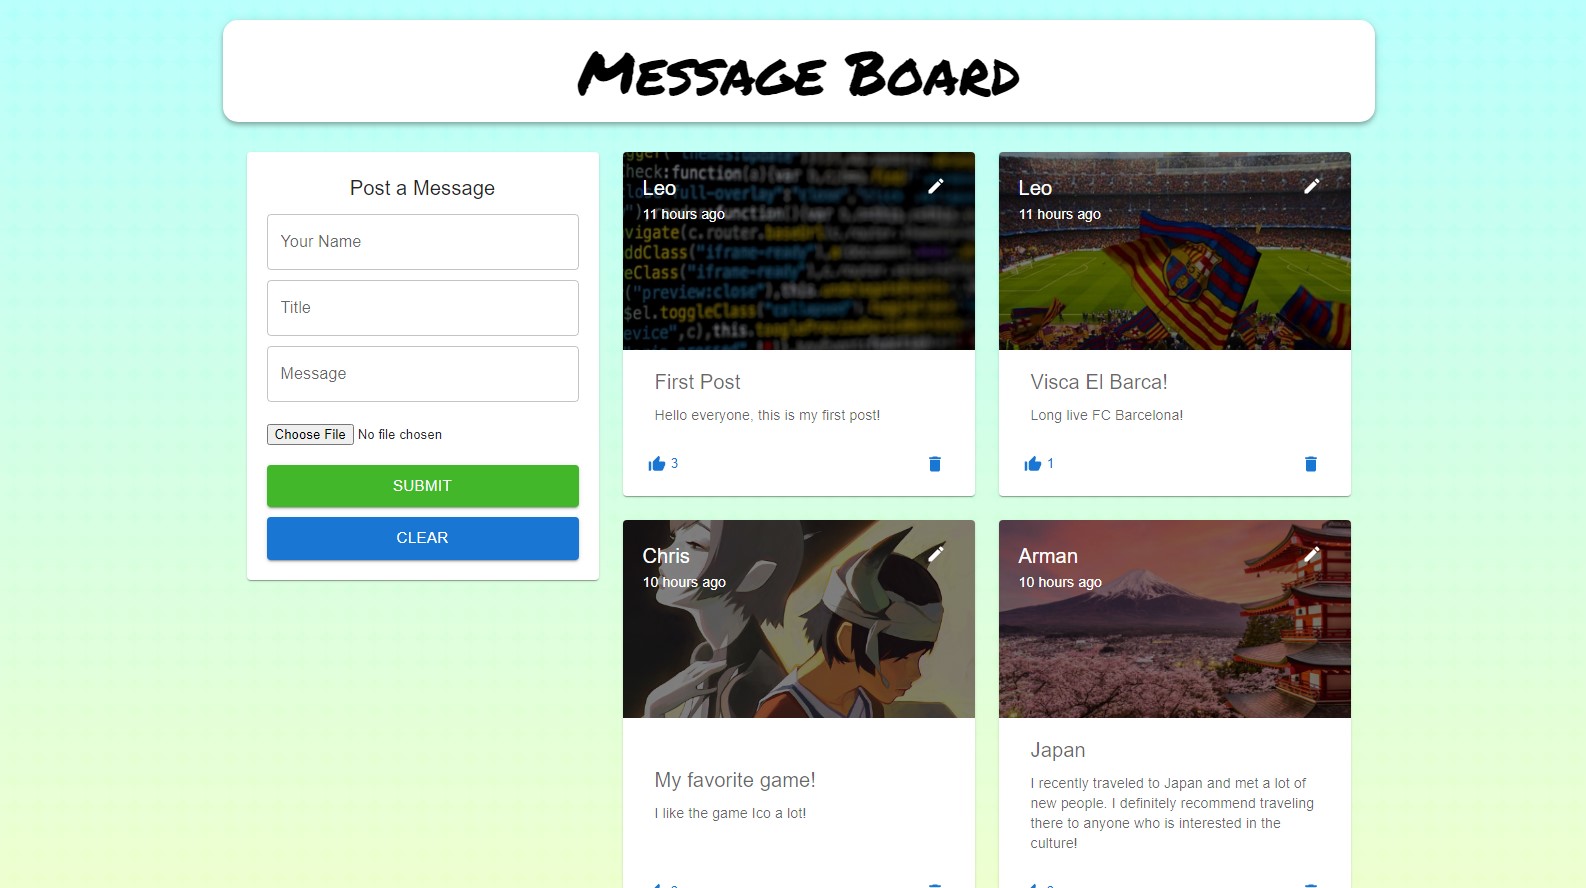 Message Board
Post a Message
Your Name
Title
Message
Choose File No file chosen
SUBMIT
CLEAR
Leo
11 hours ago
First Post
Hello everyone, this is my first post!
3
Leo
11 hours ago
Visca El Barca!
Long live FC Barcelona!
1
Chris
10 hours ago
My favorite game!
I like the game Ico a lot!
Arman
10 hours ago
Japan
I recently traveled to Japan and met a lot of
new people. I definitely recommend traveling
there to anyone who is interested in the
culture!